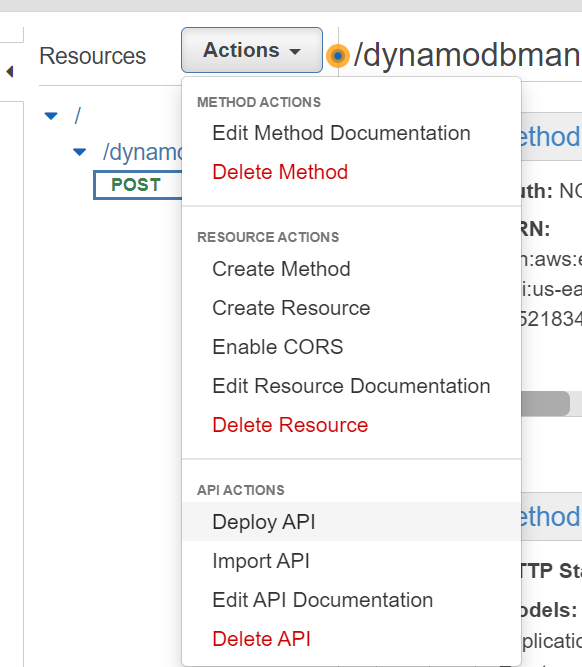 Resources
Actions
/dynamodbman
/
/dynamo
POST
METHOD ACTIONS
Edit Method Documentation
Delete Method
RESOURCE ACTIONS
Create Method
Create Resource
Enable CORS
Edit Resource Documentation
Delete Resource
API ACTIONS
Deploy API
Import API
Edit API Documentation
Delete API
ethod
uth: NO
RN:
n:aws:e
i:us-ea
521834
ethod
TTP Sta
odels:
plicatio